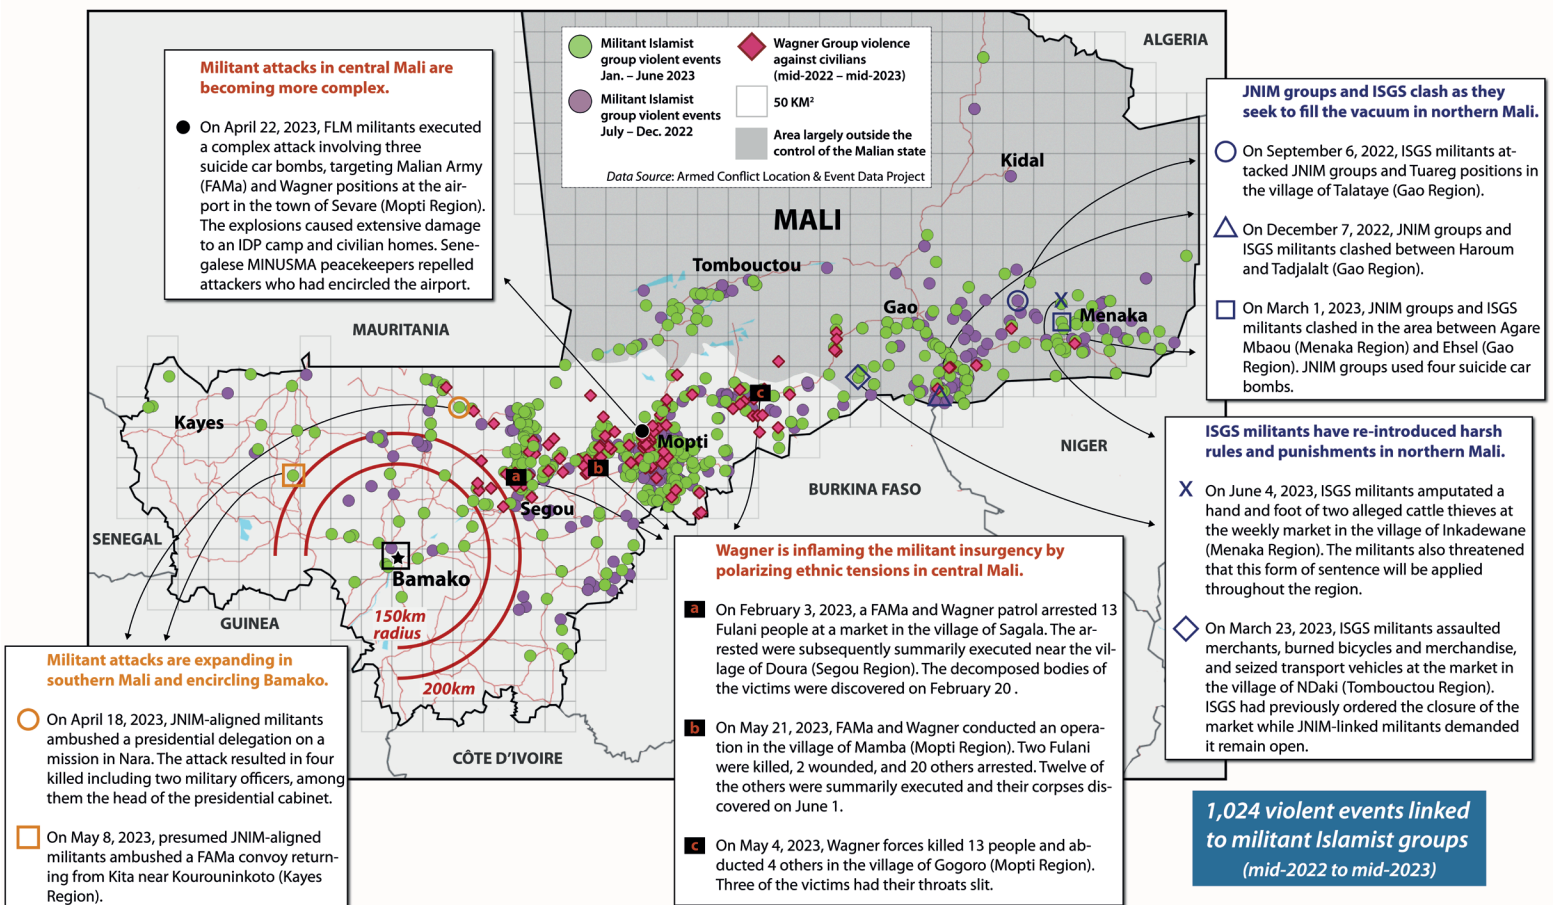 Militant attacks in central Mali are
becoming more complex.
On April 22, 2023, FLM militants executed
a complex attack involving three
suicide car bombs, targeting Malian Army
(FAMa) and Wagner positions at the air-
port in the town of Sevare (Mopti Region).
The explosions caused extensive damage
to an IDP camp and civilian homes. Sene-
galese MINUSMA peacekeepers repelled
attackers who had encircled the airport.
Militant Islamist
group violent events
Jan. – June 2023
Militant Islamist
group violent events
July – Dec. 2022
Wagner Group violence
against civilians
(mid-2022 – mid-2023)
50 KM²
Area largely outside the
control of the Malian state
Data Source: Armed Conflict Location & Event Data Project
ALGERIA
Kidal
MALI
Tombouctou
Gao
Menaka
MAURITANIA
Kayes
Mopti
c
b
a
Segou
NIGER
BURKINA FASO
SENEGAL
Bamako
GUINEA
150km
radius
200km
CÔTE D’IVOIRE
JNIM groups and ISGS clash as they
seek to fill the vacuum in northern Mali.
On September 6, 2022, ISGS militants at-
tacked JNIM groups and Tuareg positions in
the village of Talataye (Gao Region).
On December 7, 2022, JNIM groups and
ISGS militants clashed between Haroum
and Tadjalalt (Gao Region).
On March 1, 2023, JNIM groups and ISGS
militants clashed in the area between Agare
Mbaou (Menaka Region) and Ehsel (Gao
Region). JNIM groups used four suicide car
bombs.
ISGS militants have re-introduced harsh
rules and punishments in northern Mali.
X On June 4, 2023, ISGS militants amputated a
hand and foot of two alleged cattle thieves at
the weekly market in the village of Inkadewane
(Menaka Region). The militants also threatened
that this form of sentence will be applied
throughout the region.
On March 23, 2023, ISGS militants assaulted
merchants, burned bicycles and merchandise,
and seized transport vehicles at the market in
the village of NDaki (Tombouctou Region).
ISGS had previously ordered the closure of the
market while JNIM-linked militants demanded
it remain open.
Wagner is inflaming the militant insurgency by
polarizing ethnic tensions in central Mali.
a On February 3, 2023, a FAMa and Wagner patrol arrested 13
Fulani people at a market in the village of Sagala. The ar-
rested were subsequently summarily executed near the vil-
lage of Doura (Segou Region). The decomposed bodies of
the victims were discovered on February 20 .
b On May 21, 2023, FAMa and Wagner conducted an opera-
tion in the village of Mamba (Mopti Region). Two Fulani
were killed, 2 wounded, and 20 others arrested. Twelve of
the others were summarily executed and their corpses dis-
covered on June 1.
c On May 4, 2023, Wagner forces killed 13 people and ab-
ducted 4 others in the village of Gogoro (Mopti Region).
Three of the victims had their throats slit.
Militant attacks are expanding in
southern Mali and encircling Bamako.
On April 18, 2023, JNIM-aligned militants
ambushed a presidential delegation on a
mission in Nara. The attack resulted in four
killed including two military officers, among
them the head of the presidential cabinet.
On May 8, 2023, presumed JNIM-aligned
militants ambushed a FAMa convoy return-
ing from Kita near Kourouninkoto (Kayes
Region).
1,024 violent events linked
to militant Islamist groups
(mid-2022 to mid-2023)